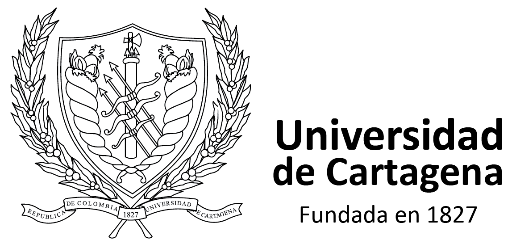 REPUBLICA DE COLOMBIA 1827 UNIVERSIDAD DE CARTAGENA
Universidad
de Cartagena
Fundada en 1827